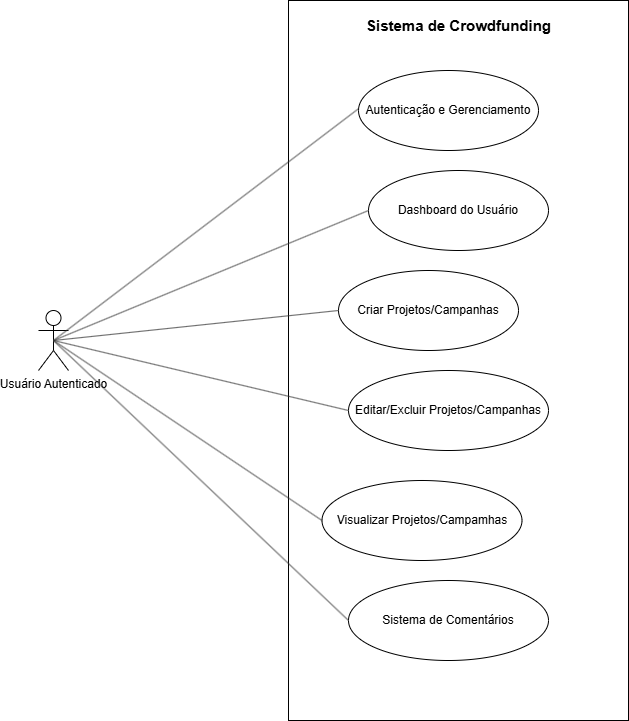 Sistema de Crowdfunding
Autenticação e Gerenciamento
Dashboard do Usuário
Criar Projetos/Campanhas
Usuário Autenticado
Editar/Excluir Projetos/Campanhas
Visualizar Projetos/Campamhas
Sistema de Comentários